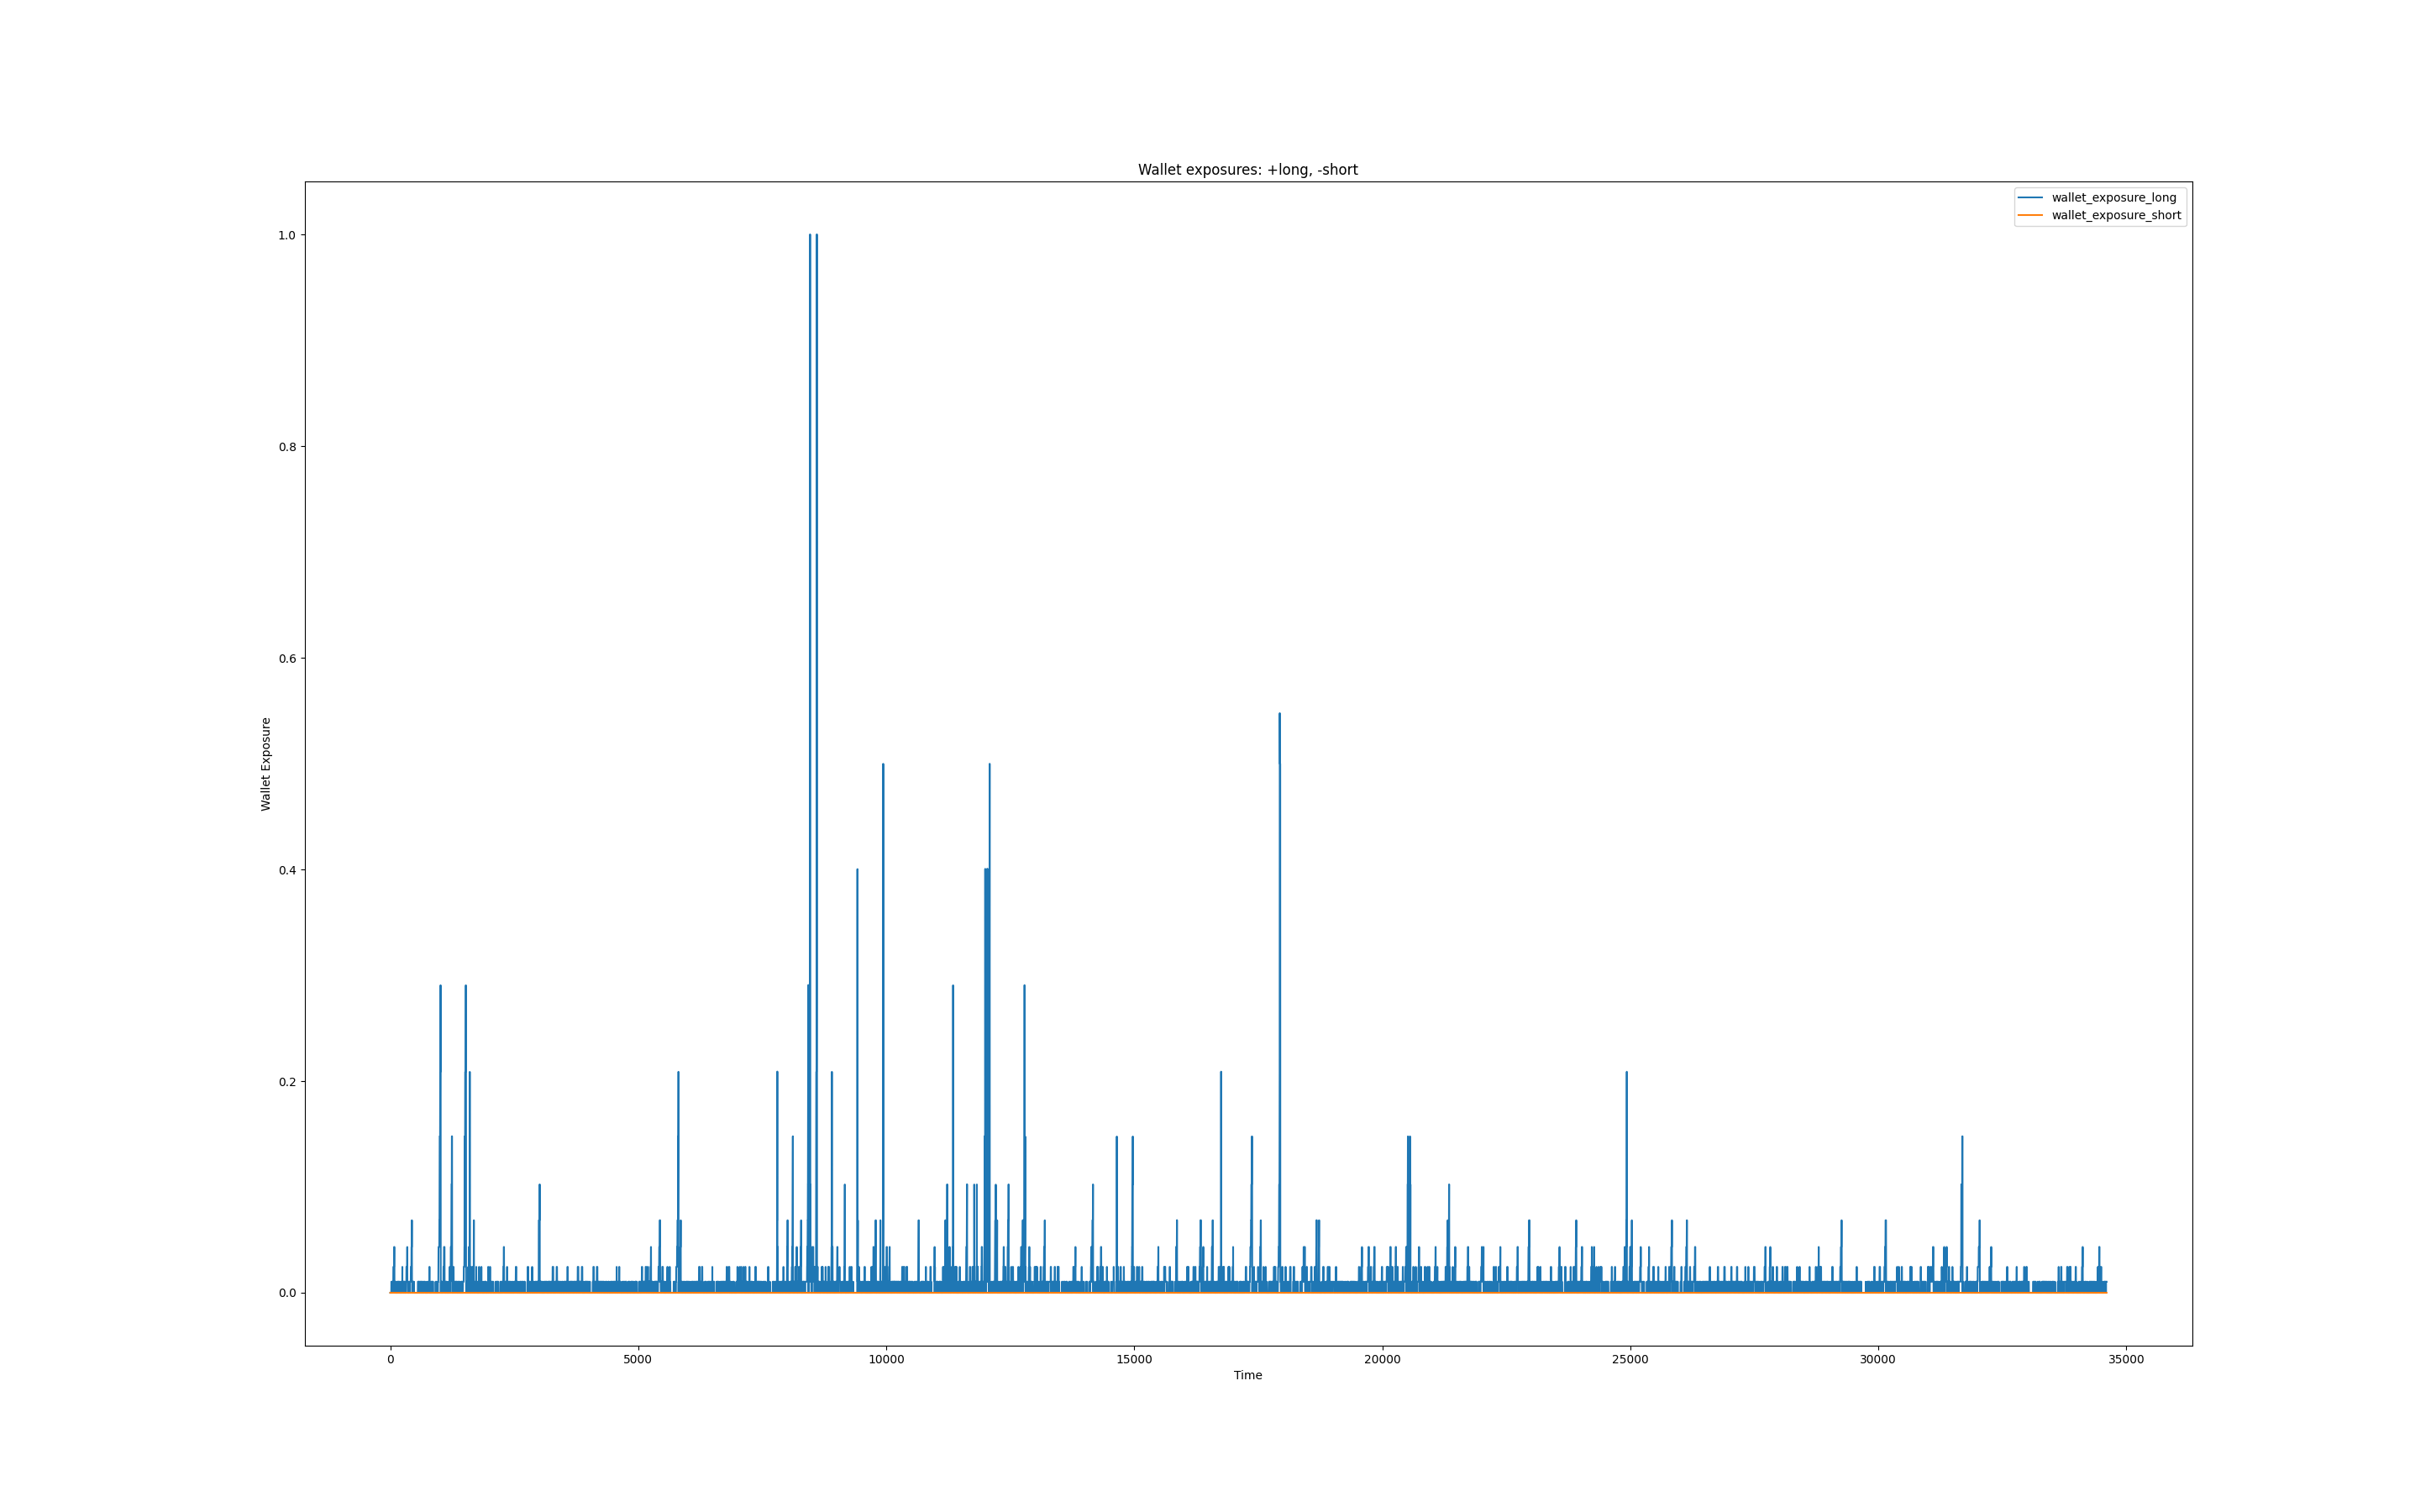 Wallet exposures: +long, -short
wallet_exposure_long
wallet_exposure_short
1.0
0.8
0.6
0.4
0.2
0.0
Wallet Exposure
0 5000 10000 15000 20000 25000 30000 35000
Time